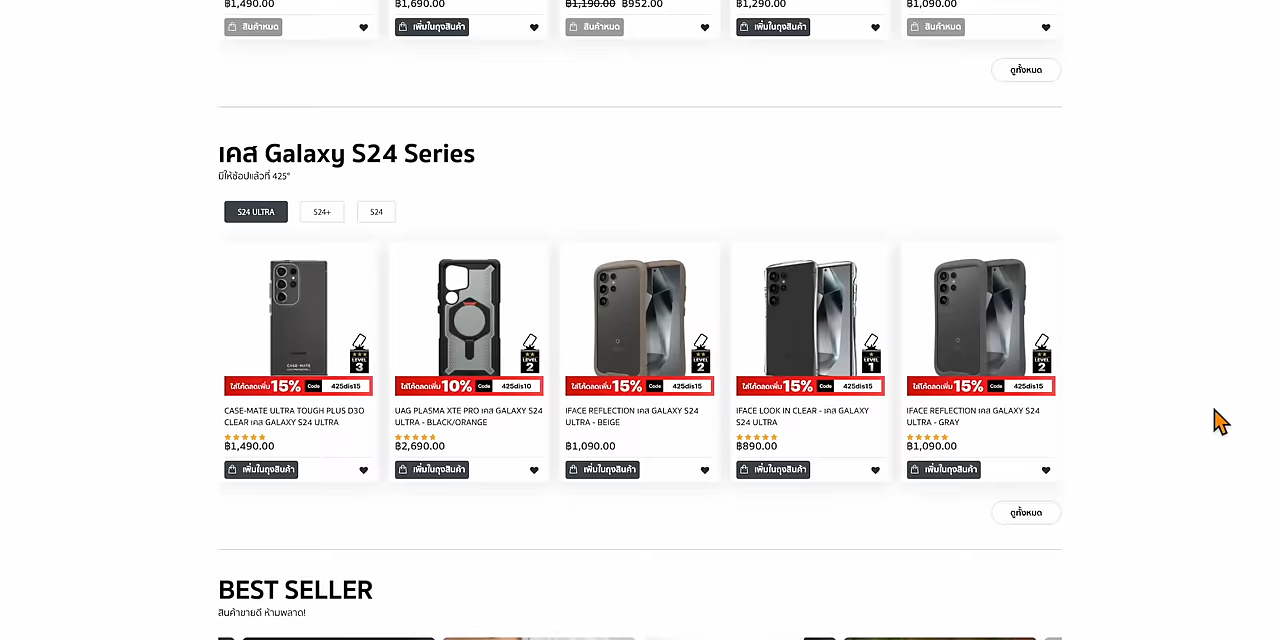 ฿1,490.00
฿1,690.00
฿1,190.00 ฿952.00
฿1,290.00
฿1,090.00
สินค้าหมด
เพิ่มในถุงสินค้า
สินค้าหมด
เพิ่มในถุงสินค้า
สินค้าหมด
ดูทั้งหมด
เคส Galaxy S24 Series
มีให้ช้อปแล้วที่ 425°
S24 ULTRA
S24+
S24
LEVEL 3
LEVEL 2
LEVEL 1
LEVEL 2
ใส่โค้ดลดเพิ่ม 15% Code 425dis15
ใส่โค้ดลดเพิ่ม 10% Code 425dis10
ใส่โค้ดลดเพิ่ม 15% Code 425dis15
ใส่โค้ดลดเพิ่ม 15% Code 425dis15
ใส่โค้ดลดเพิ่ม 15% Code 425dis15
CASE-MATE ULTRA TOUGH PLUS D3O
CLEAR เคส GALAXY S24 ULTRA
฿1,490.00
เพิ่มในถุงสินค้า
UAG PLASMA XTE PRO เคส GALAXY S24
ULTRA - BLACK/ORANGE
฿2,690.00
เพิ่มในถุงสินค้า
IFACE REFLECTION เคส GALAXY S24
ULTRA - BEIGE
฿1,090.00
เพิ่มในถุงสินค้า
IFACE LOOK IN CLEAR - เคส GALAXY
S24 ULTRA
฿890.00
เพิ่มในถุงสินค้า
IFACE REFLECTION เคส GALAXY S24
ULTRA - GRAY
฿1,090.00
เพิ่มในถุงสินค้า
ดูทั้งหมด
BEST SELLER
สินค้าขายดี ห้ามพลาด!